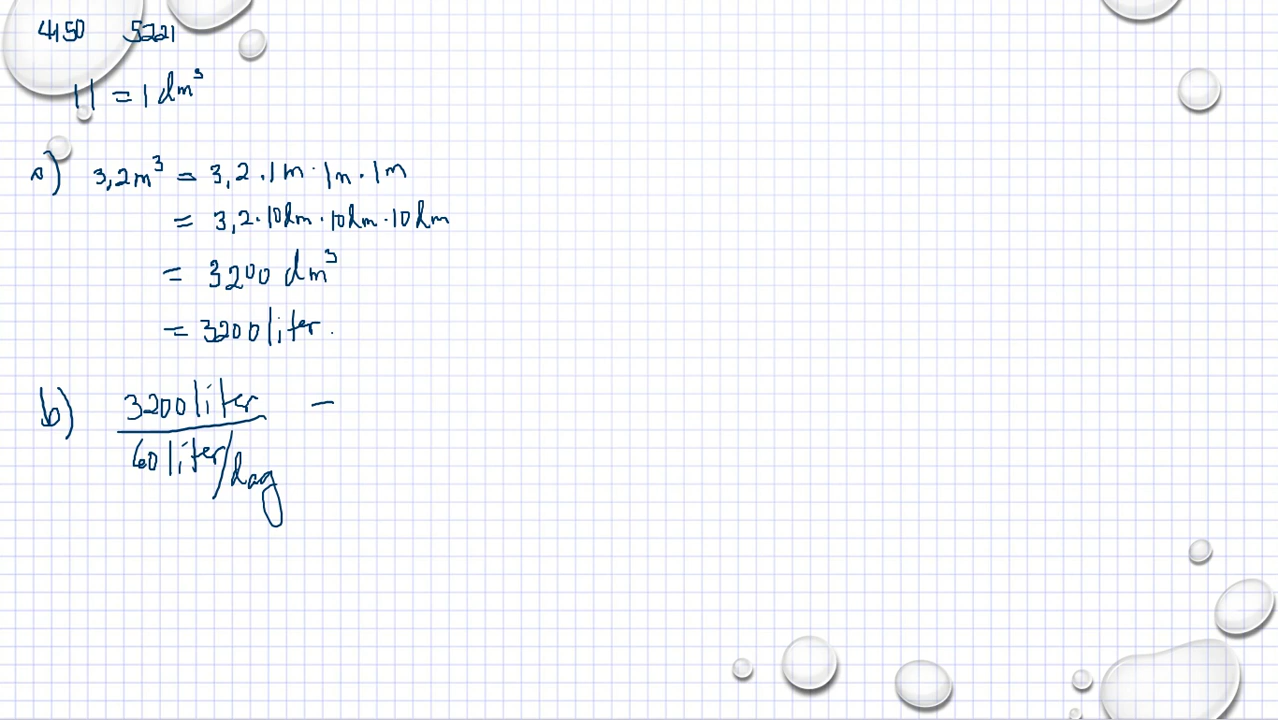 4150 5221
1l = 1dm³
a) 3,2m³ = 3,2 · 1m · 1m · 1m
= 3,2 · 10dm · 10dm · 10dm
= 3200 dm³
= 3200 liter.
b) 3200 liter −
60 liter/dag